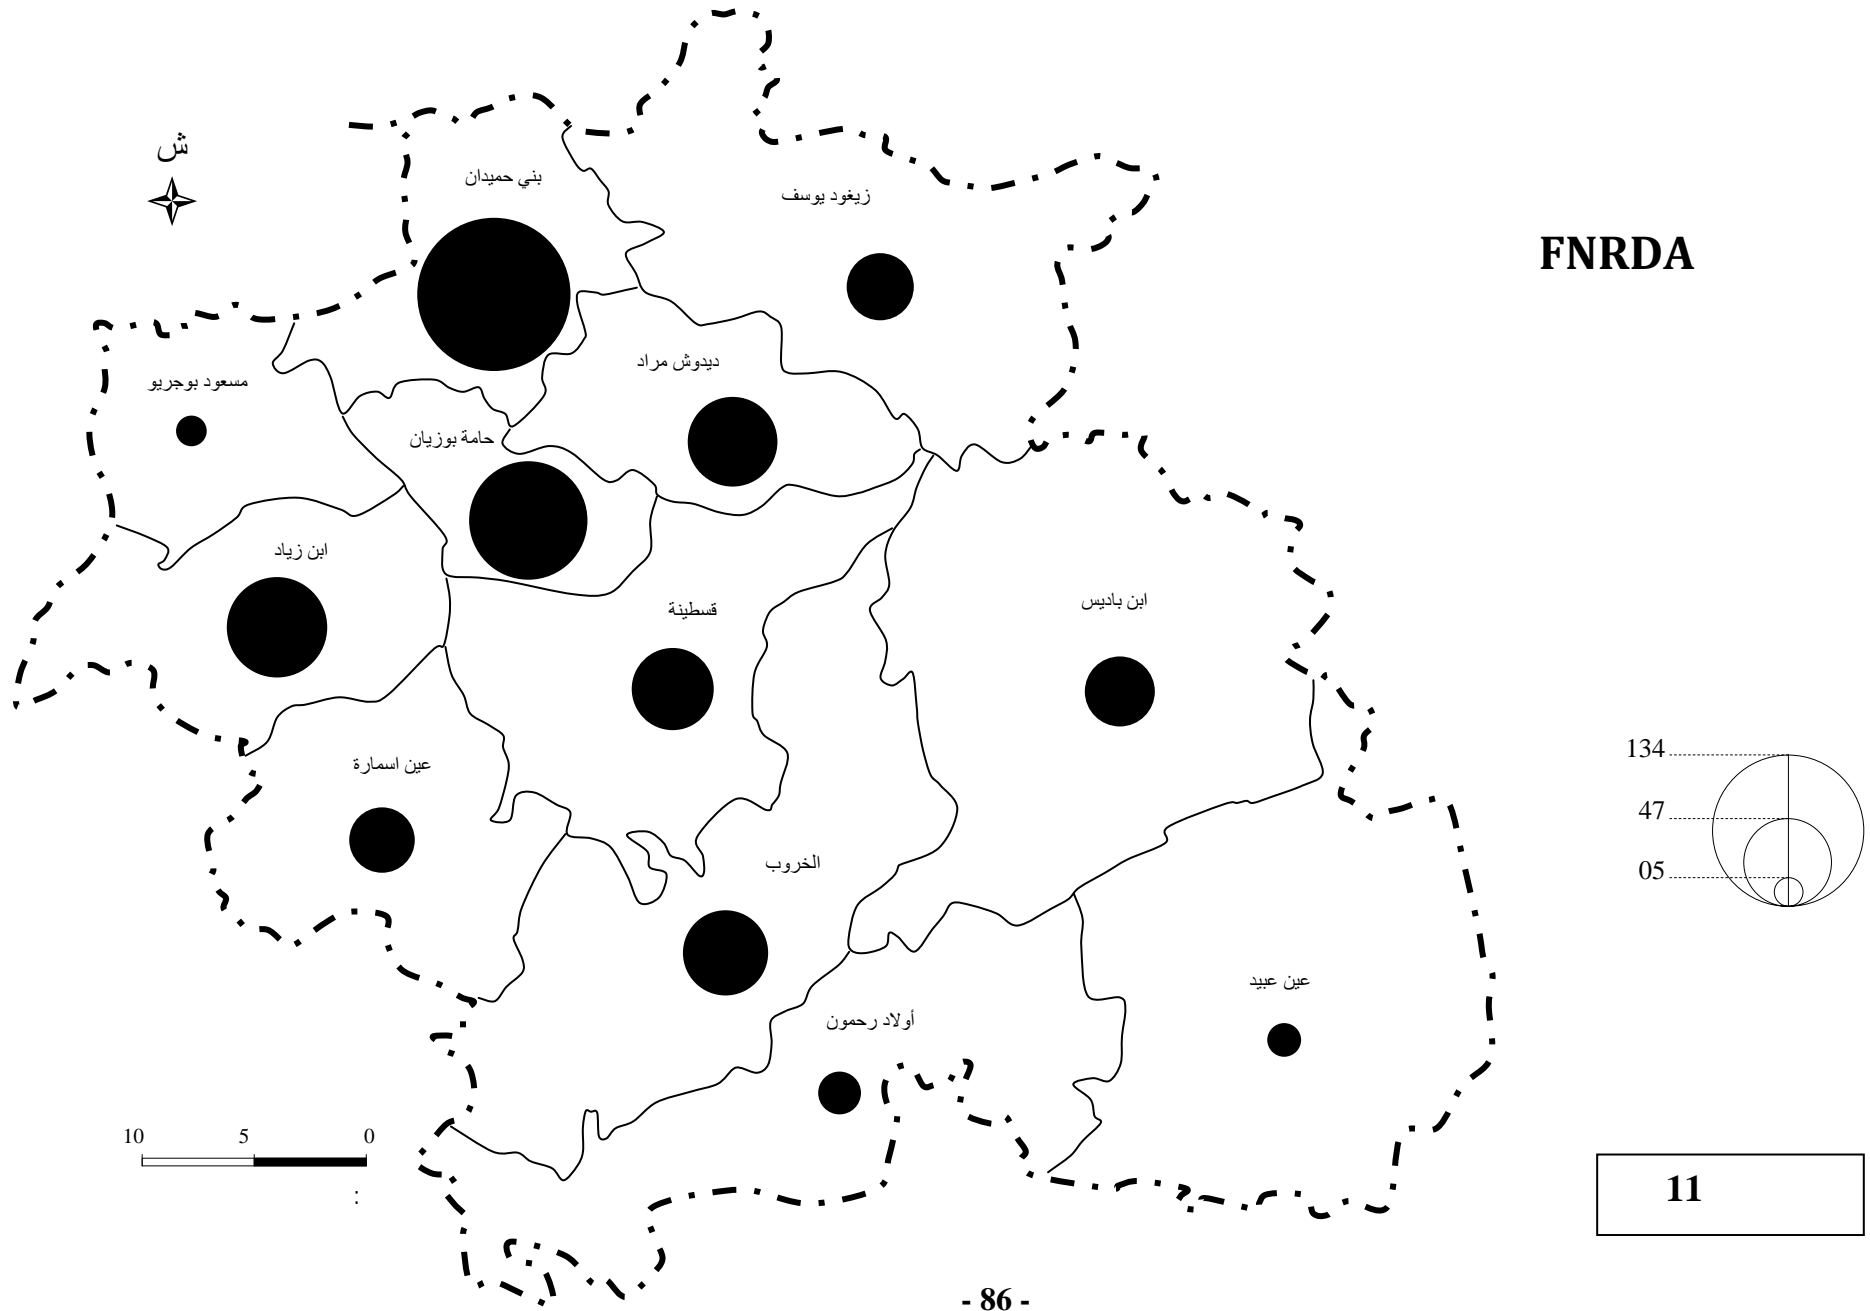 ش
بني حميدان
زيغود يوسف
FNRDA
ديدوش مراد
مسعود بوجريو
حامة بوزيان
ابن زياد
قسطينة
ابن باديس
عين اسمارة
134
47
05
الخروب
عين عبيد
أولاد رحمون
10 5 0
:
11
- 86 -